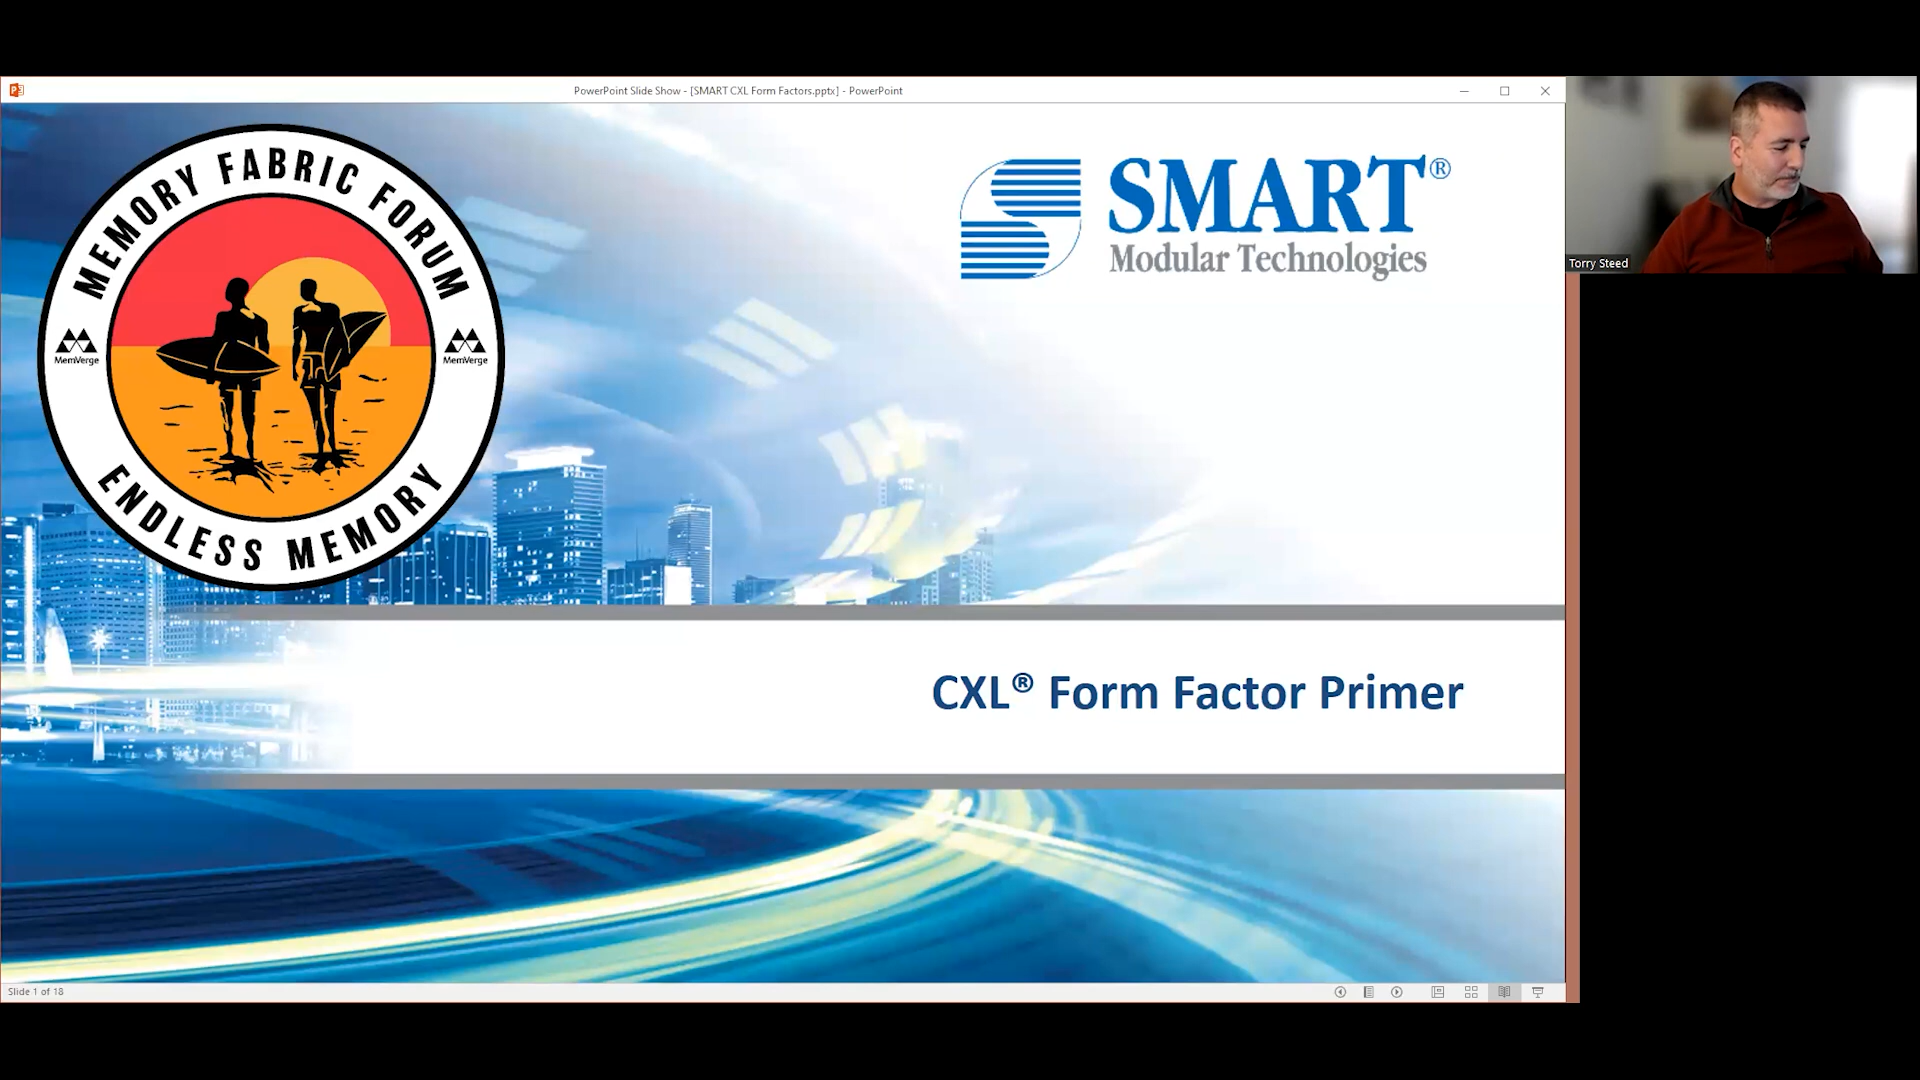 PowerPoint Slide Show - [SMART CXL Form Factors.pptx] - PowerPoint
MEMORY FABRIC FORUM
MemVerge
MemVerge
ENDLESS MEMORY
SMART®
Modular Technologies
Torry Steed
CXL® Form Factor Primer
Slide 1 of 18